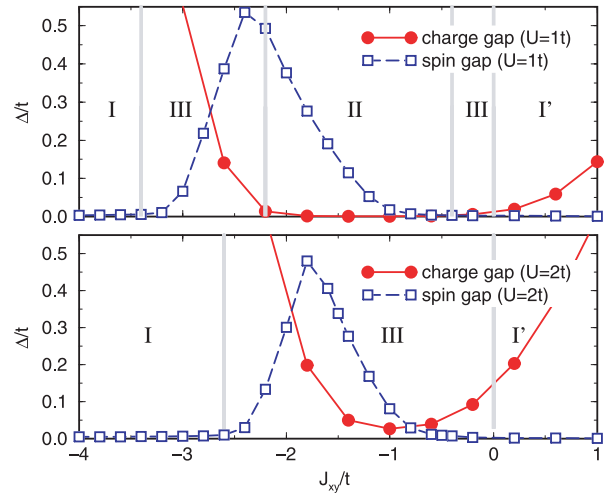 0.5
0.4
0.3
0.2
0.1
0.0
Δ/t
charge gap (U=1t)
spin gap (U=1t)
I
III
II
III
I'
0.5
0.4
0.3
0.2
0.1
0.0
Δ/t
charge gap (U=2t)
spin gap (U=2t)
I
III
I'
-4 -3 -2 -1 0 1
J_xy/t